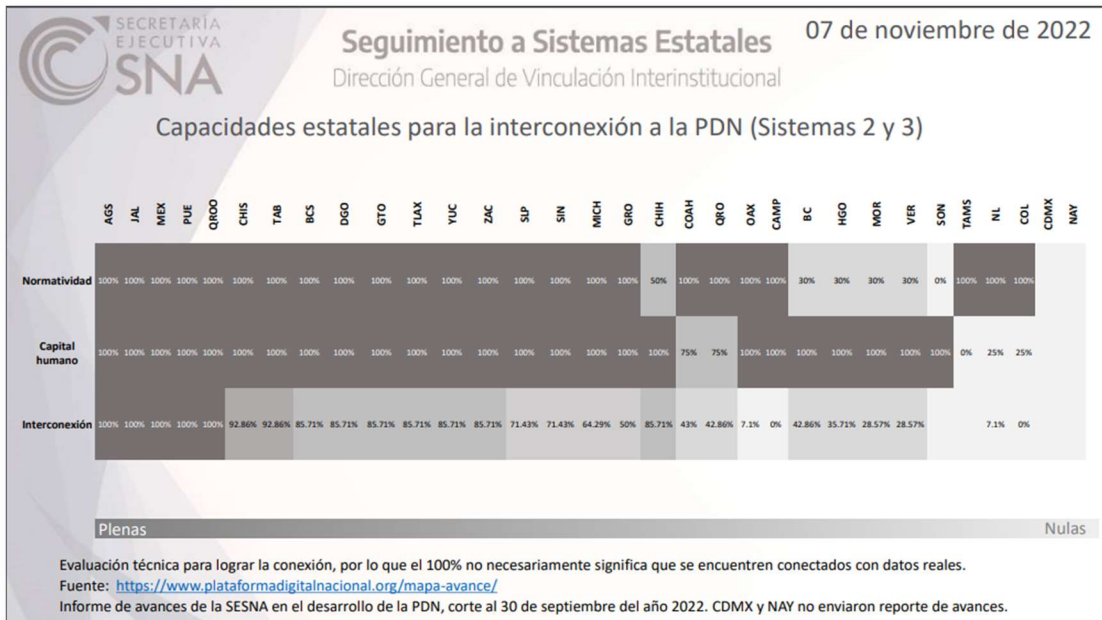 SECRETARÍA
EJECUTIVA
SNA
Seguimiento a Sistemas Estatales
07 de noviembre de 2022
Dirección General de Vinculación Interinstitucional
Capacidades estatales para la interconexión a la PDN (Sistemas 2 y 3)
AGS JAL MEX PUE QROO CHIS TAB BCS DGO GTO TLAX YUC ZAC SLP SIN MICH GRO CHIH COAH QRO OAX CAMP BC HGO MOR VER SON TAMS NL COL CDMX NAY
Normatividad 100% 100% 100% 100% 100% 100% 100% 100% 100% 100% 100% 100% 100% 100% 100% 100% 100% 50% 100% 100% 100% 100% 30% 30% 30% 30% 0% 100% 100% 100%
Capital
humano 100% 100% 100% 100% 100% 100% 100% 100% 100% 100% 100% 100% 100% 100% 100% 100% 100% 100% 75% 75% 100% 100% 100% 100% 100% 100% 100% 0% 25% 25%
Interconexión 100% 100% 100% 100% 100% 92.86% 92.86% 85.71% 85.71% 85.71% 85.71% 85.71% 85.71% 71.43% 71.43% 64.29% 50% 85.71% 43% 42.86% 7.1% 0% 42.86% 35.71% 28.57% 28.57% 7.1% 0%
Plenas Nulas
Evaluación técnica para lograr la conexión, por lo que el 100% no necesariamente significa que se encuentren conectados con datos reales.
Fuente: https://www.plataformadigitalnacional.org/mapa-avance/
Informe de avances de la SESNA en el desarrollo de la PDN, corte al 30 de septiembre del año 2022. CDMX y NAY no enviaron reporte de avances.